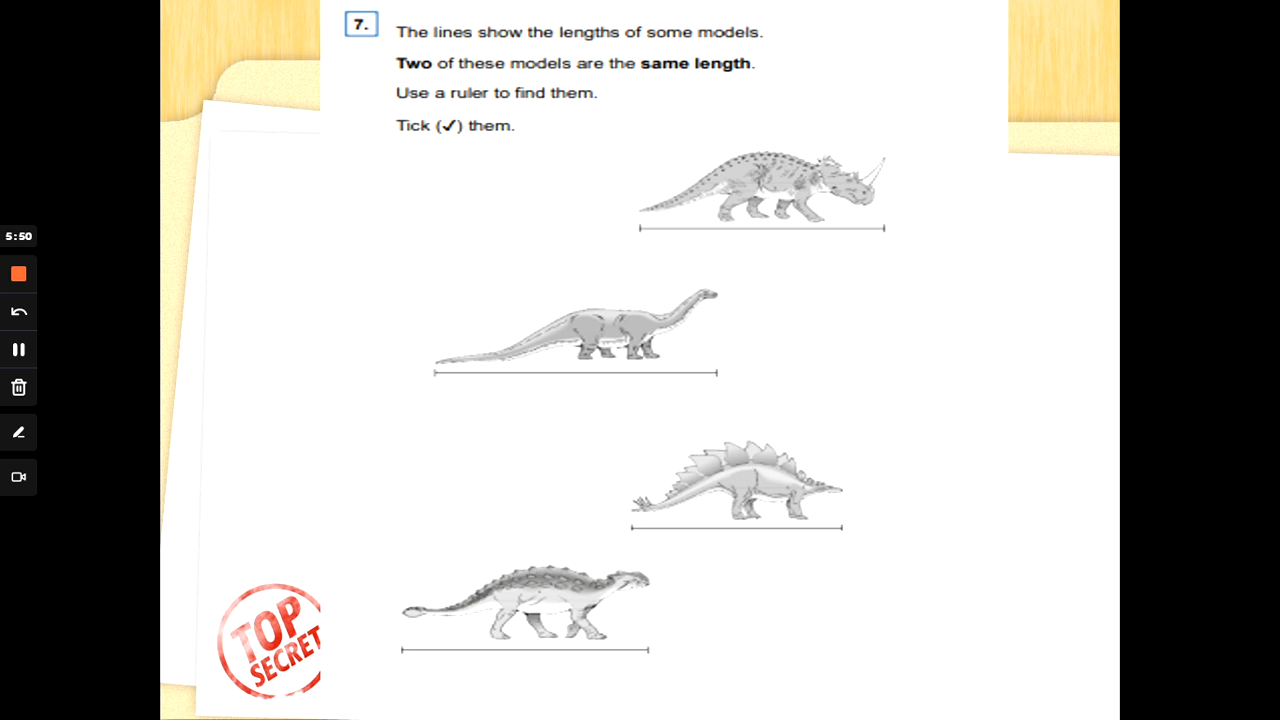 7.
The lines show the lengths of some models.
Two of these models are the same length.
Use a ruler to find them.
Tick (✓) them.
5:50
TOP
SECRET